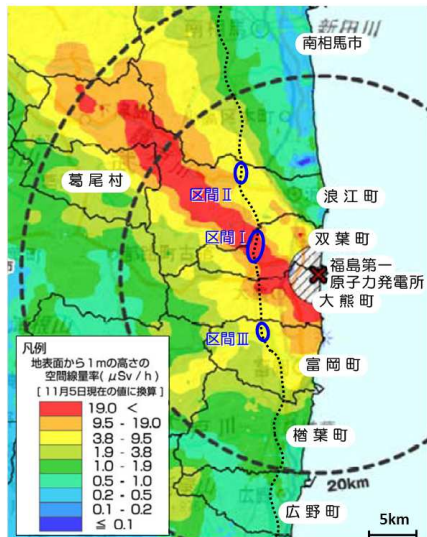 南相馬市
葛尾村
区間Ⅱ
浪江町
区間Ⅰ
双葉町
福島第一
原子力発電所
大熊町
区間Ⅲ
富岡町
楢葉町
広野町
20km
5km
凡例
地表面から1mの高さの
空間線量率(μSv/h)
[11月5日現在の値に換算]
19.0 <
9.5 - 19.0
3.8 - 9.5
1.9 - 3.8
1.0 - 1.9
0.5 - 1.0
0.2 - 0.5
0.1 - 0.2
≦ 0.1